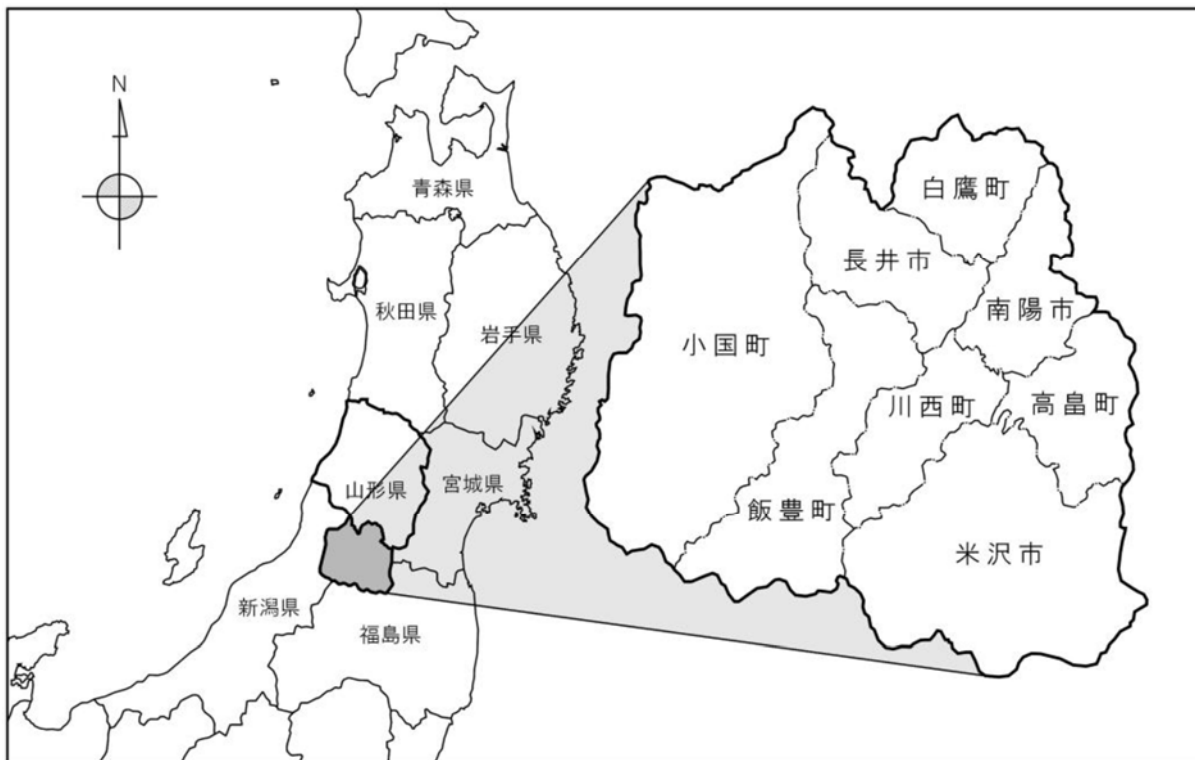 N
青森県
秋田県
岩手県
山形県
宮城県
新潟県
福島県
白鷹町
長井市
南陽市
小国町
川西町
高畠町
飯豊町
米沢市